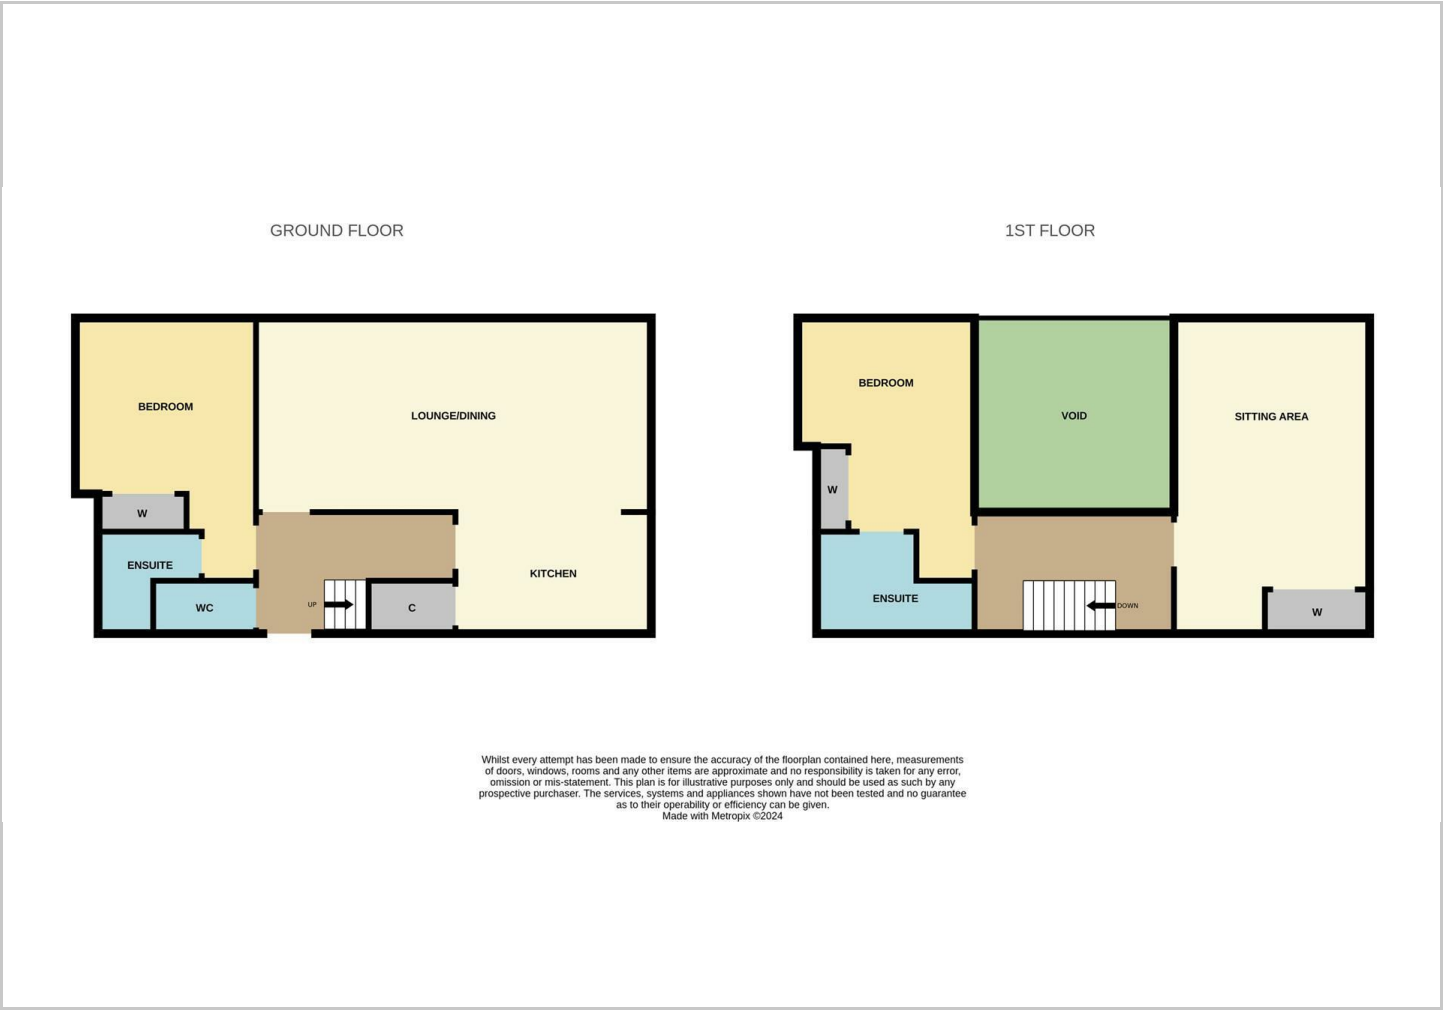 GROUND FLOOR
1ST FLOOR
BEDROOM
LOUNGE/DINING
W
ENSUITE
WC
UP
C
KITCHEN
BEDROOM
VOID
SITTING AREA
W
ENSUITE
DOWN
W
Whilst every attempt has been made to ensure the accuracy of the floorplan contained here, measurements
of doors, windows, rooms and any other items are approximate and no responsibility is taken for any error,
omission or mis-statement. This plan is for illustrative purposes only and should be used as such by any
prospective purchaser. The services, systems and appliances shown have not been tested and no guarantee
as to their operability or efficiency can be given.
Made with Metropix ©2024